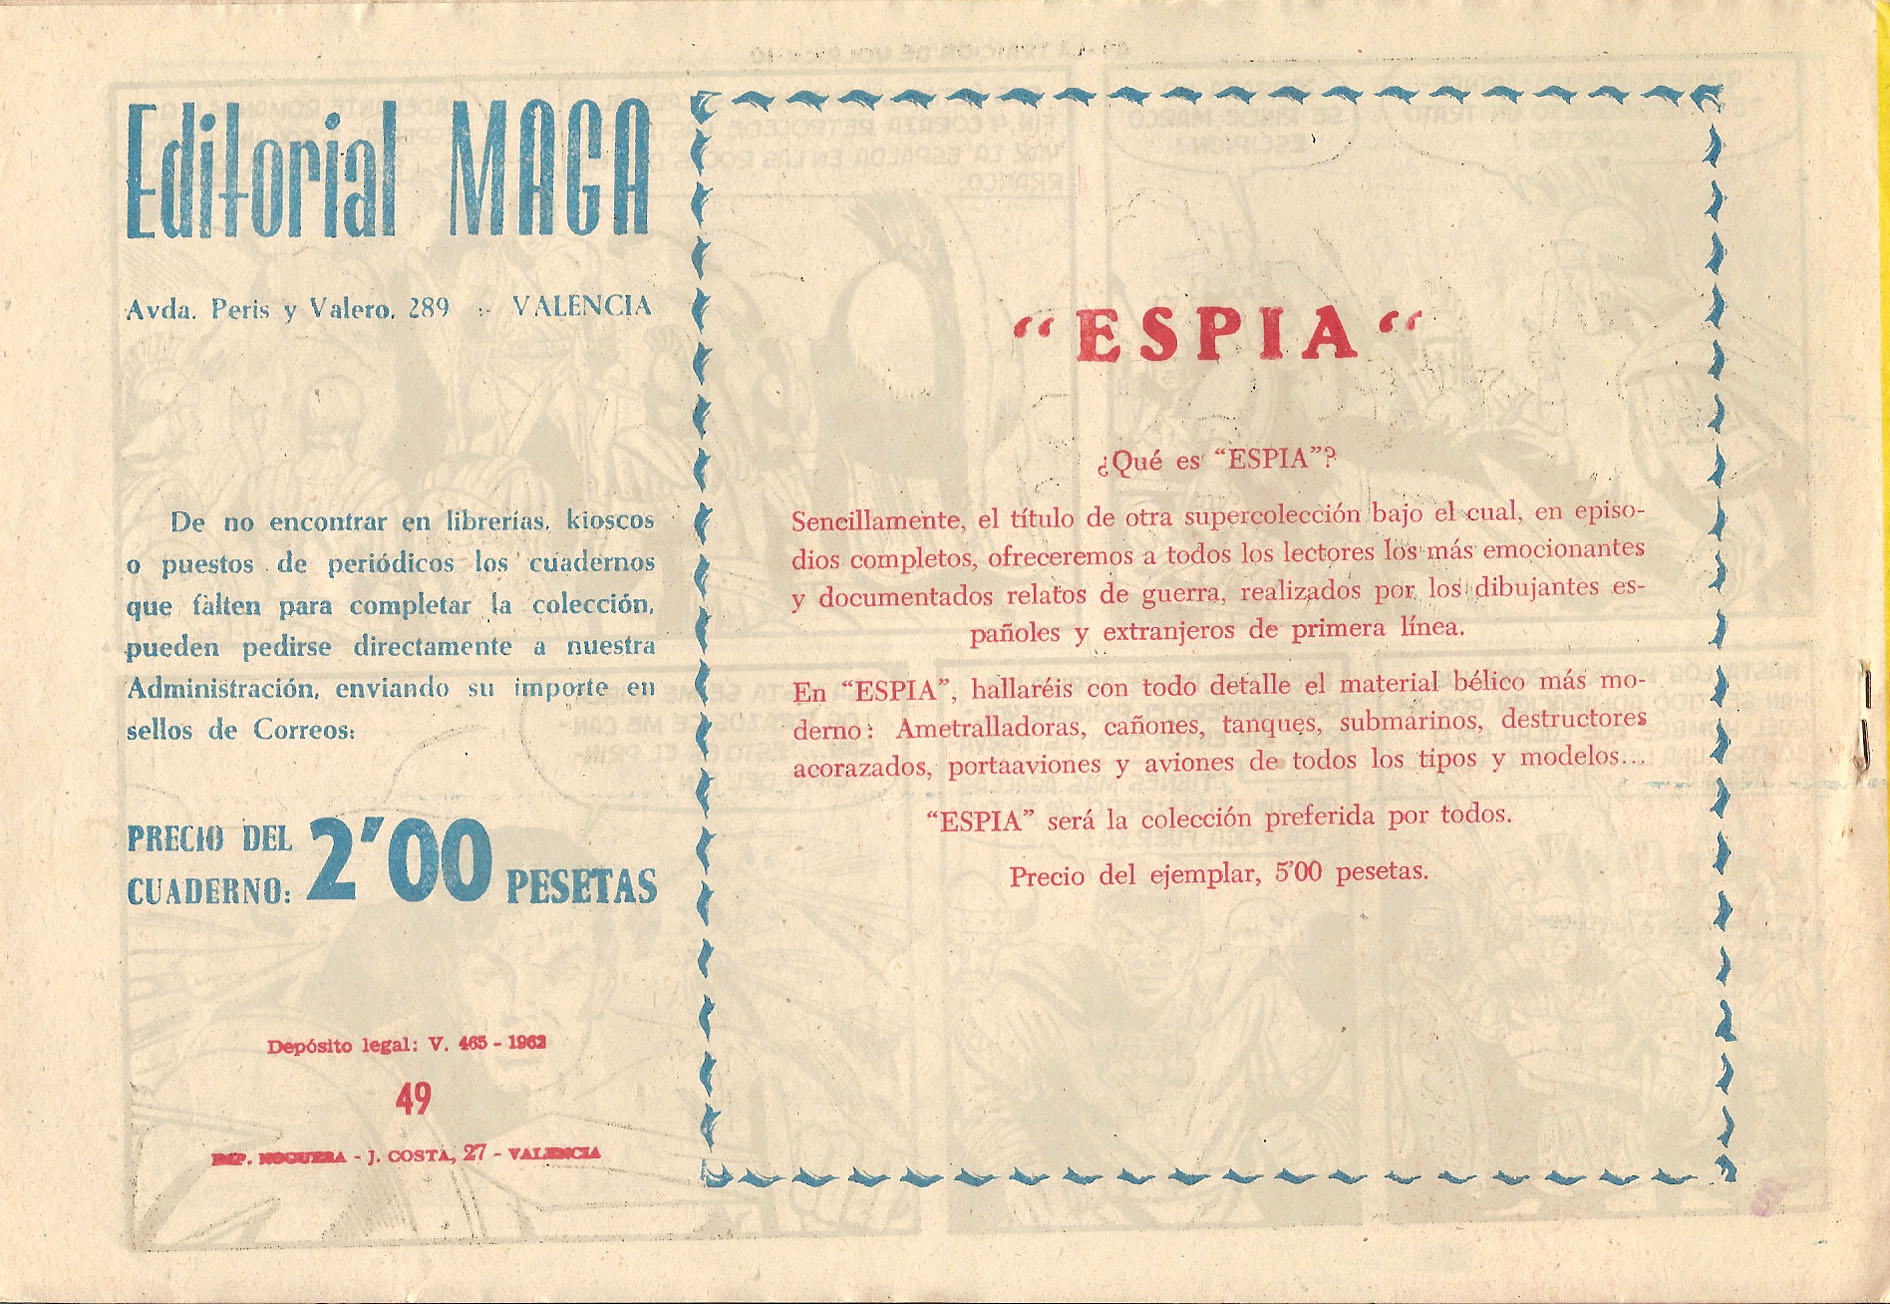 Editorial MAGA
Avda. Peris y Valero, 289 :- VALENCIA
De no encontrar en librerías, kioscos
o puestos de periódicos los cuadernos
que falten para completar la colección,
pueden pedirse directamente a nuestra
Administración, enviando su importe en
sellos de Correos:
PRECIO DEL
CUADERNO: 2'00 PESETAS
Depósito legal: V. 465 - 1962
49
IMP. NOGUERA - J. COSTA, 27 - VALENCIA
“ESPIA“
¿Qué es “ESPIA”?
Sencillamente, el título de otra supercolección bajo el cual, en episo-
dios completos, ofreceremos a todos los lectores los más emocionantes
y documentados relatos de guerra, realizados por los dibujantes es-
pañoles y extranjeros de primera línea.
En “ESPIA”, hallaréis con todo detalle el material bélico más mo-
derno: Ametralladoras, cañones, tanques, submarinos, destructores
acorazados, portaaviones y aviones de todos los tipos y modelos...
“ESPIA” será la colección preferida por todos.
Precio del ejemplar, 5'00 pesetas.